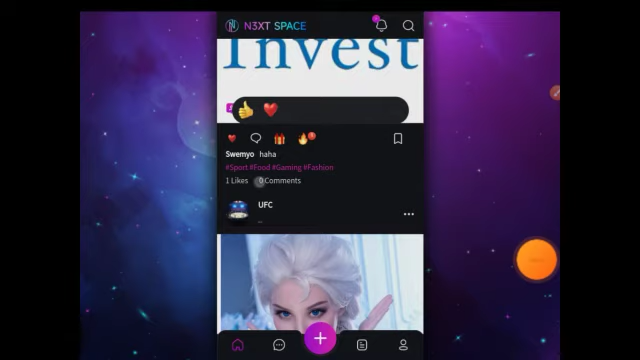 N3XT SPACE
Invest
Swemyo haha
#Sport #Food #Gaming #Fashion
1 Likes 0 Comments
UFC